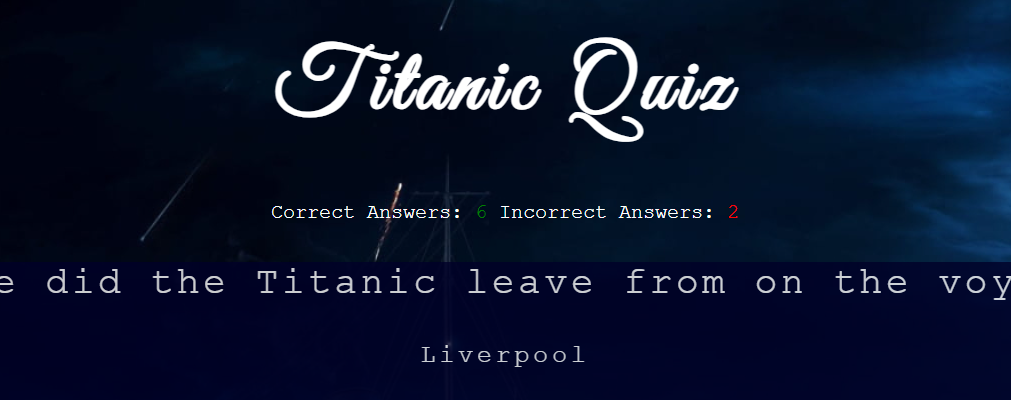 Titanic Quiz
Correct Answers: 6 Incorrect Answers: 2
e did the Titanic leave from on the voy
Liverpool